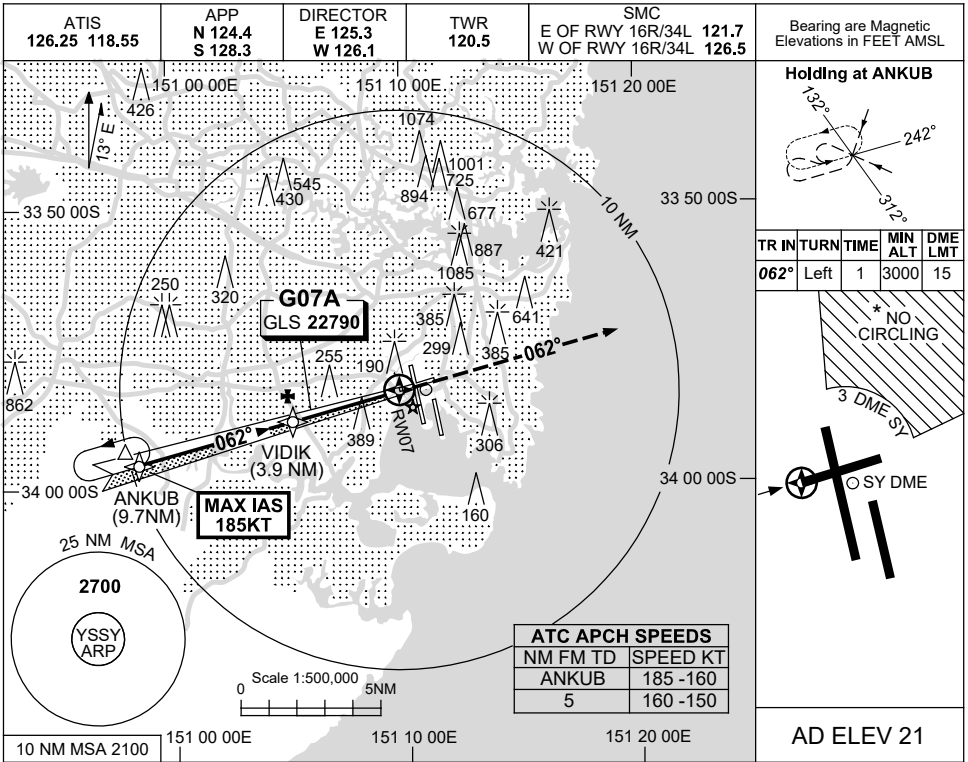 ATIS
126.25 118.55
APP
N 124.4
S 128.3
DIRECTOR
E 125.3
W 126.1
TWR
120.5
SMC
E OF RWY 16R/34L 121.7
W OF RWY 16R/34L 126.5
Bearing are Magnetic
Elevations in FEET AMSL
151 00 00E
151 10 00E
151 20 00E
426
13° E
1074
1001
725
894
545
430
677
33 50 00S
33 50 00S
10 NM
887
421
1085
320
250
G07A
GLS 22790
385
641
299
385
255
190
062°
862
RW07
389
306
062°
VIDIK
(3.9 NM)
34 00 00S
34 00 00S
ANKUB
(9.7NM)
MAX IAS
185KT
160
25 NM MSA
2700
YSSY
ARP
Scale 1:500,000
0
5NM
ATC APCH SPEEDS
NM FM TD SPEED KT
ANKUB 185 -160
5 160 -150
10 NM MSA 2100
151 00 00E
151 10 00E
151 20 00E
Holding at ANKUB
132°
242°
312°
TR IN TURN TIME MIN ALT DME LMT
062° Left 1 3000 15
* NO
CIRCLING
3 DME SY
SY DME
AD ELEV 21